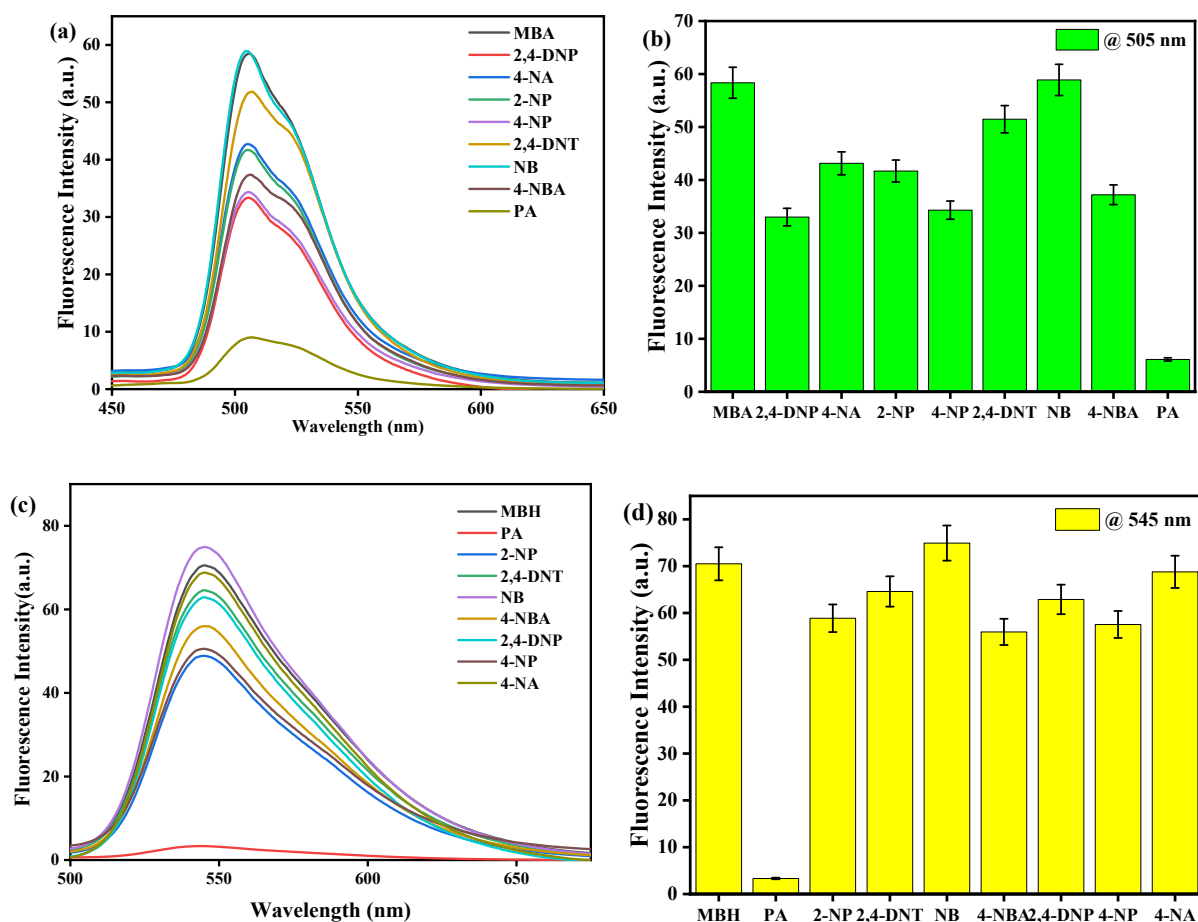 (a)
MBA
2,4-DNP
4-NA
2-NP
4-NP
2,4-DNT
NB
4-NBA
PA
Fluorescence Intensity (a.u.)
60
50
40
30
20
10
0
450 500 550 600 650
Wavelength (nm)
(b)
@ 505 nm
Fluorescence Intensity (a.u.)
70
60
50
40
30
20
10
0
MBA 2,4-DNP 4-NA 2-NP 4-NP 2,4-DNT NB 4-NBA PA
(c)
MBH
PA
2-NP
2,4-DNT
NB
4-NBA
2,4-DNP
4-NP
4-NA
Fluorescence Intensity(a.u.)
80
60
40
20
0
500 550 600 650
Wavelength (nm)
(d)
@ 545 nm
Fluorescence Intensity (a.u.)
80
70
60
50
40
30
20
10
0
MBH PA 2-NP 2,4-DNT NB 4-NBA 2,4-DNP 4-NP 4-NA